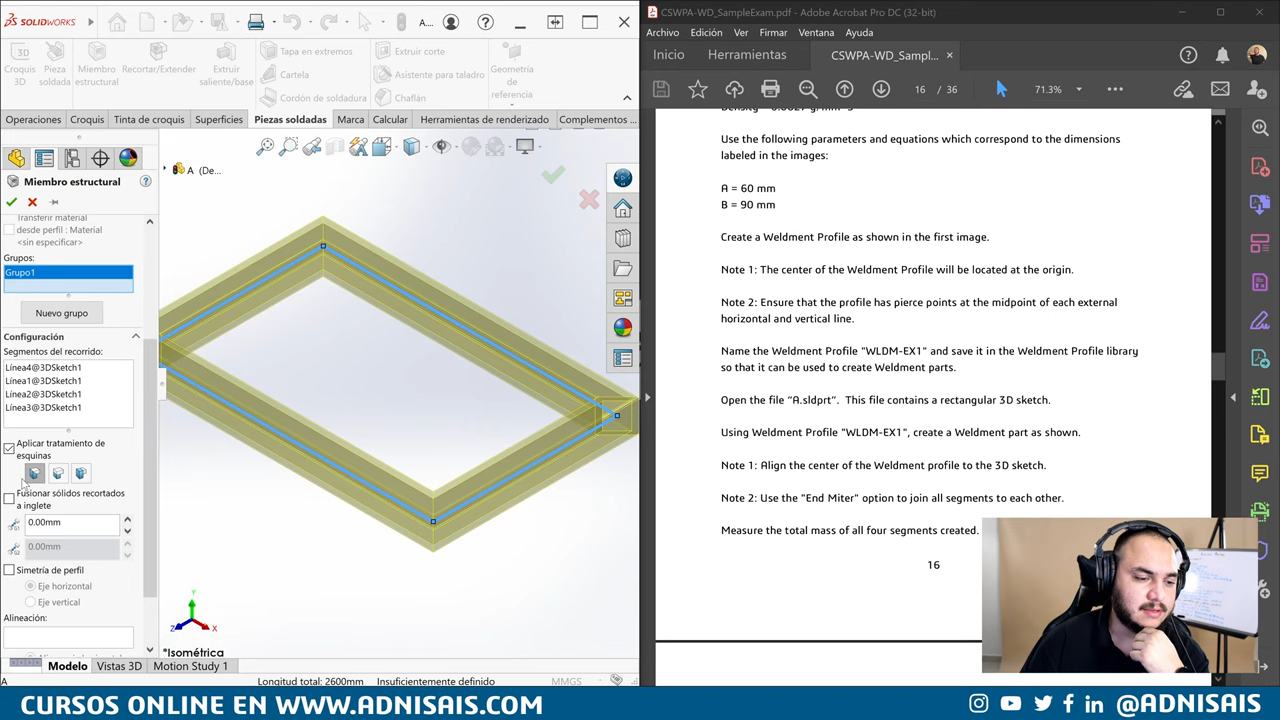 SOLIDWORKS
A...
CSWPA-WD_SampleExam.pdf - Adobe Acrobat Pro DC (32-bit)
Archivo Edición Ver Firmar Ventana Ayuda
Inicio Herramientas CSWPA-WD_Sampl...
16 / 36 71.3%
Croquis 3D
Pieza soldada
Miembro estructural
Recortar/Extender
Extruir saliente/base
Tapa en extremos
Cartela
Cordón de soldadura
Extruir corte
Asistente para taladro
Chaflán
Geometría de referencia
Operaciones Croquis Tinta de croquis Superficies Piezas soldadas Marca Calcular Herramientas de renderizado Complementos ...
A (De...
Miembro estructural
Transferir material
desde perfil : Material
<sin especificar>
Grupos:
Grupo1
Nuevo grupo
Configuración
Segmentos del recorrido:
Línea4@3DSketch1
Línea1@3DSketch1
Línea2@3DSketch1
Línea3@3DSketch1
Aplicar tratamiento de
esquinas
Fusionar sólidos recortados
a inglete
0.00mm
0.00mm
Simetría de perfil
Eje horizontal
Eje vertical
Alineación:
*Isométrica
Z X Y
Modelo Vistas 3D Motion Study 1
A Longitud total: 2600mm Insuficientemente definido MMGS
Use the following parameters and equations which correspond to the dimensions
labeled in the images:
A = 60 mm
B = 90 mm
Create a Weldment Profile as shown in the first image.
Note 1: The center of the Weldment Profile will be located at the origin.
Note 2: Ensure that the profile has pierce points at the midpoint of each external
horizontal and vertical line.
Name the Weldment Profile "WLDM-EX1" and save it in the Weldment Profile library
so that it can be used to create Weldment parts.
Open the file "A.sldprt". This file contains a rectangular 3D sketch.
Using Weldment Profile "WLDM-EX1", create a Weldment part as shown.
Note 1: Align the center of the Weldment profile to the 3D sketch.
Note 2: Use the "End Miter" option to join all segments to each other.
Measure the total mass of all four segments created.
16
CURSOS ONLINE EN WWW.ADNISAIS.COM
@ADNISAIS